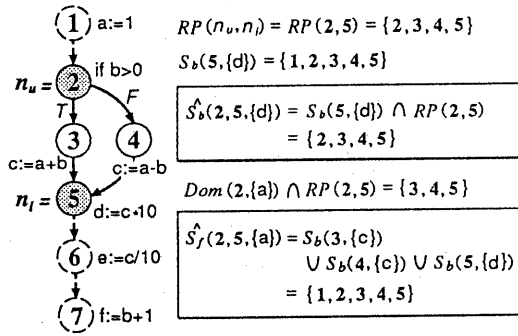 1 a:=1
n_u = 2 if b>0
T F
3 4
c:=a+b c:=a-b
n_l = 5 d:=c*10
6 e:=c/10
7 f:=b+1
RP(n_u,n_l) = RP(2,5) = {2,3,4,5}
S_b(5,{d}) = {1,2,3,4,5}
Ŝ_b(2,5,{d}) = S_b(5,{d}) ∩ RP(2,5)
= {2,3,4,5}
Dom(2,{a}) ∩ RP(2,5) = {3,4,5}
Ŝ_f(2,5,{a}) = S_b(3,{c})
∪ S_b(4,{c}) ∪ S_b(5,{d})
= {1,2,3,4,5}